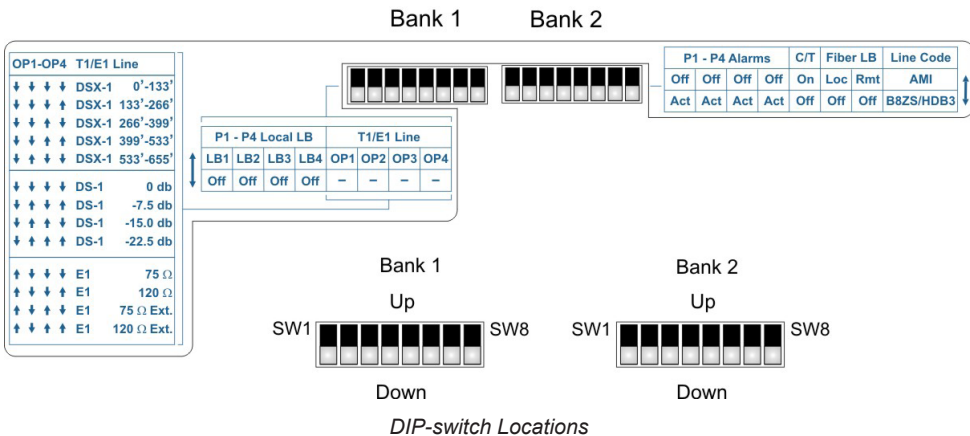 Bank 1 Bank 2
OP1-OP4 T1/E1 Line
↓ ↓ ↓ ↓ DSX-1 0'-133'
↓ ↓ ↓ ↑ DSX-1 133'-266'
↓ ↓ ↑ ↓ DSX-1 266'-399'
↓ ↓ ↑ ↑ DSX-1 399'-533'
↓ ↑ ↓ ↓ DSX-1 533'-655'
↓ ↓ ↓ ↓ DS-1 0 db
↓ ↑ ↓ ↑ DS-1 -7.5 db
↓ ↑ ↑ ↓ DS-1 -15.0 db
↓ ↑ ↑ ↑ DS-1 -22.5 db
↑ ↓ ↓ ↓ E1 75 Ω
↑ ↓ ↓ ↑ E1 120 Ω
↑ ↓ ↑ ↓ E1 75 Ω Ext.
↑ ↓ ↑ ↑ E1 120 Ω Ext.
P1 - P4 Local LB T1/E1 Line
LB1 LB2 LB3 LB4 OP1 OP2 OP3 OP4
Off Off Off Off – – – –
P1 - P4 Alarms C/T Fiber LB Line Code
Off Off Off Off On Loc Rmt AMI
Act Act Act Act Off Off Off B8ZS/HDB3
Bank 1
Up
SW1 SW8
Down
Bank 2
Up
SW1 SW8
Down
DIP-switch Locations